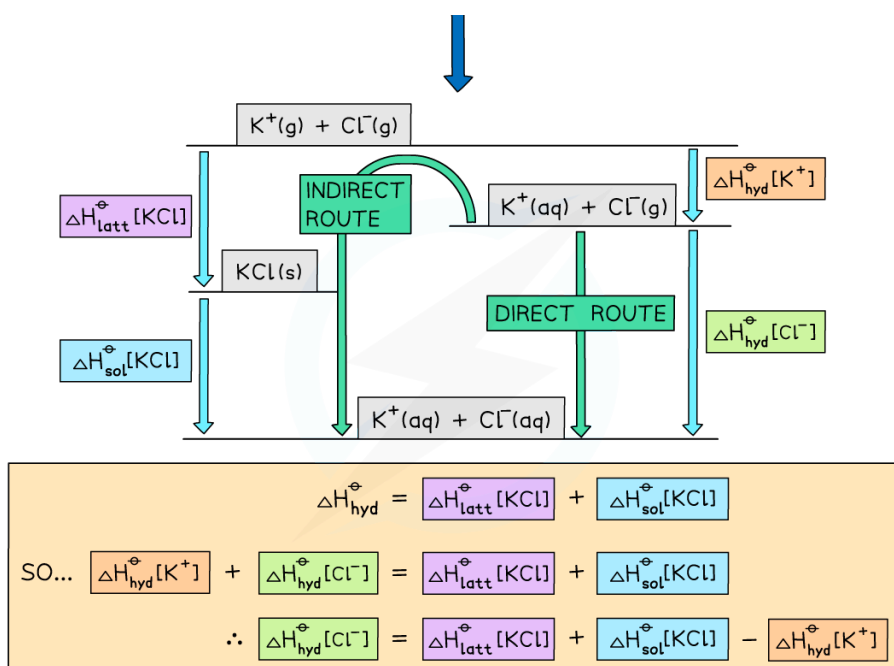 K⁺(g) + Cl⁻(g)
ΔH⦵hyd[K⁺]
INDIRECT
ROUTE
K⁺(aq) + Cl⁻(g)
ΔH⦵latt[KCl]
KCl(s)
DIRECT ROUTE
ΔH⦵hyd[Cl⁻]
ΔH⦵sol[KCl]
K⁺(aq) + Cl⁻(aq)
ΔH⦵hyd = ΔH⦵latt[KCl] + ΔH⦵sol[KCl]
SO... ΔH⦵hyd[K⁺] + ΔH⦵hyd[Cl⁻] = ΔH⦵latt[KCl] + ΔH⦵sol[KCl]
∴ ΔH⦵hyd[Cl⁻] = ΔH⦵latt[KCl] + ΔH⦵sol[KCl] − ΔH⦵hyd[K⁺]